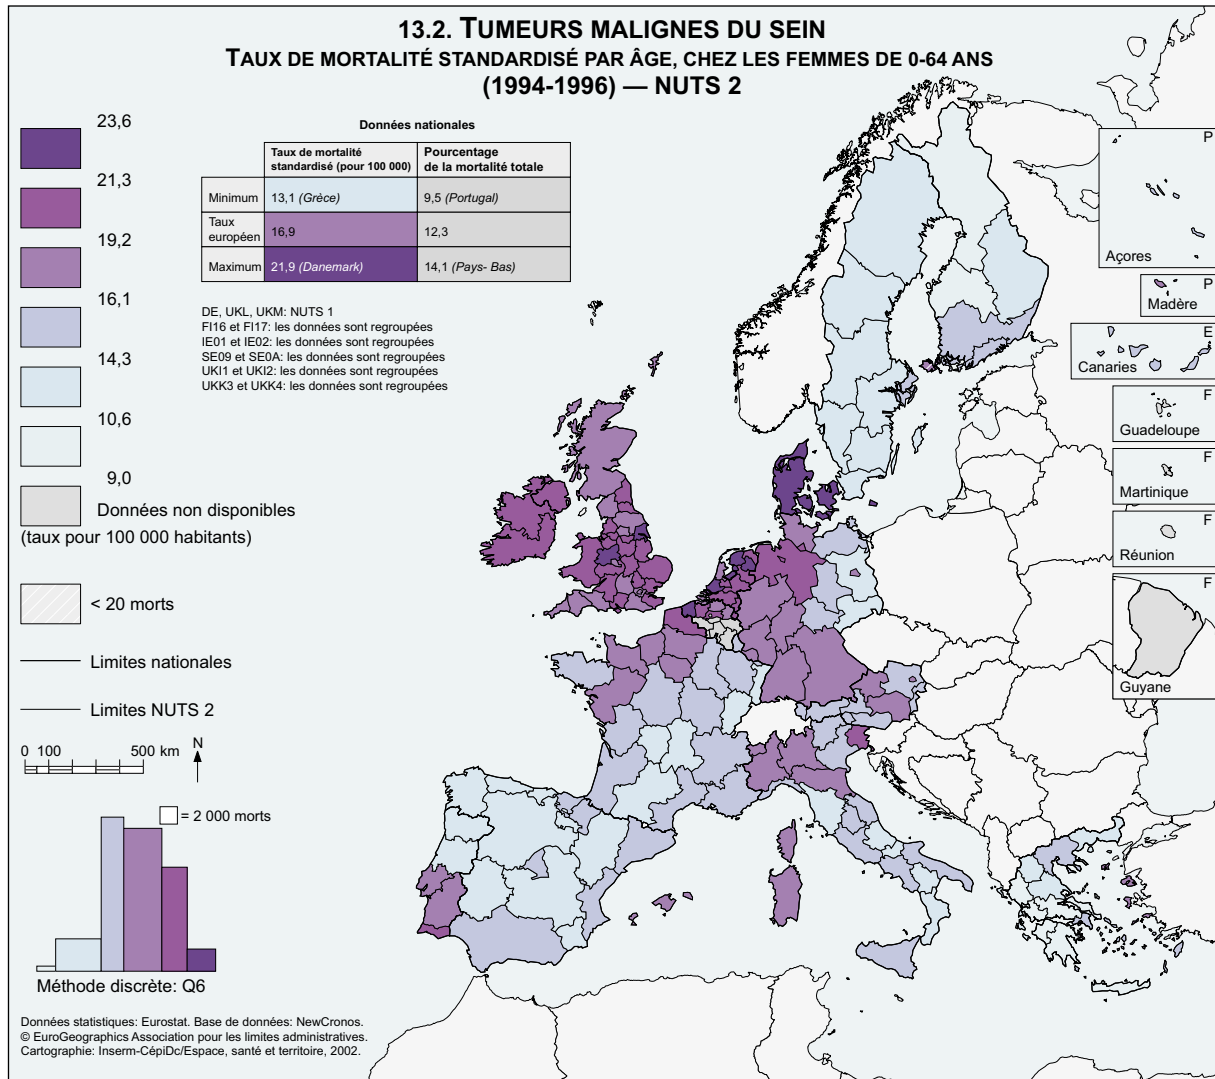 13.2. TUMEURS MALIGNES DU SEIN
TAUX DE MORTALITÉ STANDARDISÉ PAR ÂGE, CHEZ LES FEMMES DE 0-64 ANS
(1994-1996) — NUTS 2
23,6
21,3
19,2
16,1
14,3
10,6
9,0
Données non disponibles
(taux pour 100 000 habitants)
< 20 morts
Limites nationales
Limites NUTS 2
0 100 500 km
N
= 2 000 morts
Méthode discrète: Q6
Données nationales
Taux de mortalité standardisé (pour 100 000)
Pourcentage de la mortalité totale
Minimum 13,1 (Grèce) 9,5 (Portugal)
Taux européen 16,9 12,3
Maximum 21,9 (Danemark) 14,1 (Pays- Bas)
DE, UKL, UKM: NUTS 1
FI16 et FI17: les données sont regroupées
IE01 et IE02: les données sont regroupées
SE09 et SE0A: les données sont regroupées
UKI1 et UKI2: les données sont regroupées
UKK3 et UKK4: les données sont regroupées
P
Açores
P
Madère
E
Canaries
F
Guadeloupe
F
Martinique
F
Réunion
F
Guyane
Données statistiques: Eurostat. Base de données: NewCronos.
© EuroGeographics Association pour les limites administratives.
Cartographie: Inserm-CépiDc/Espace, santé et territoire, 2002.